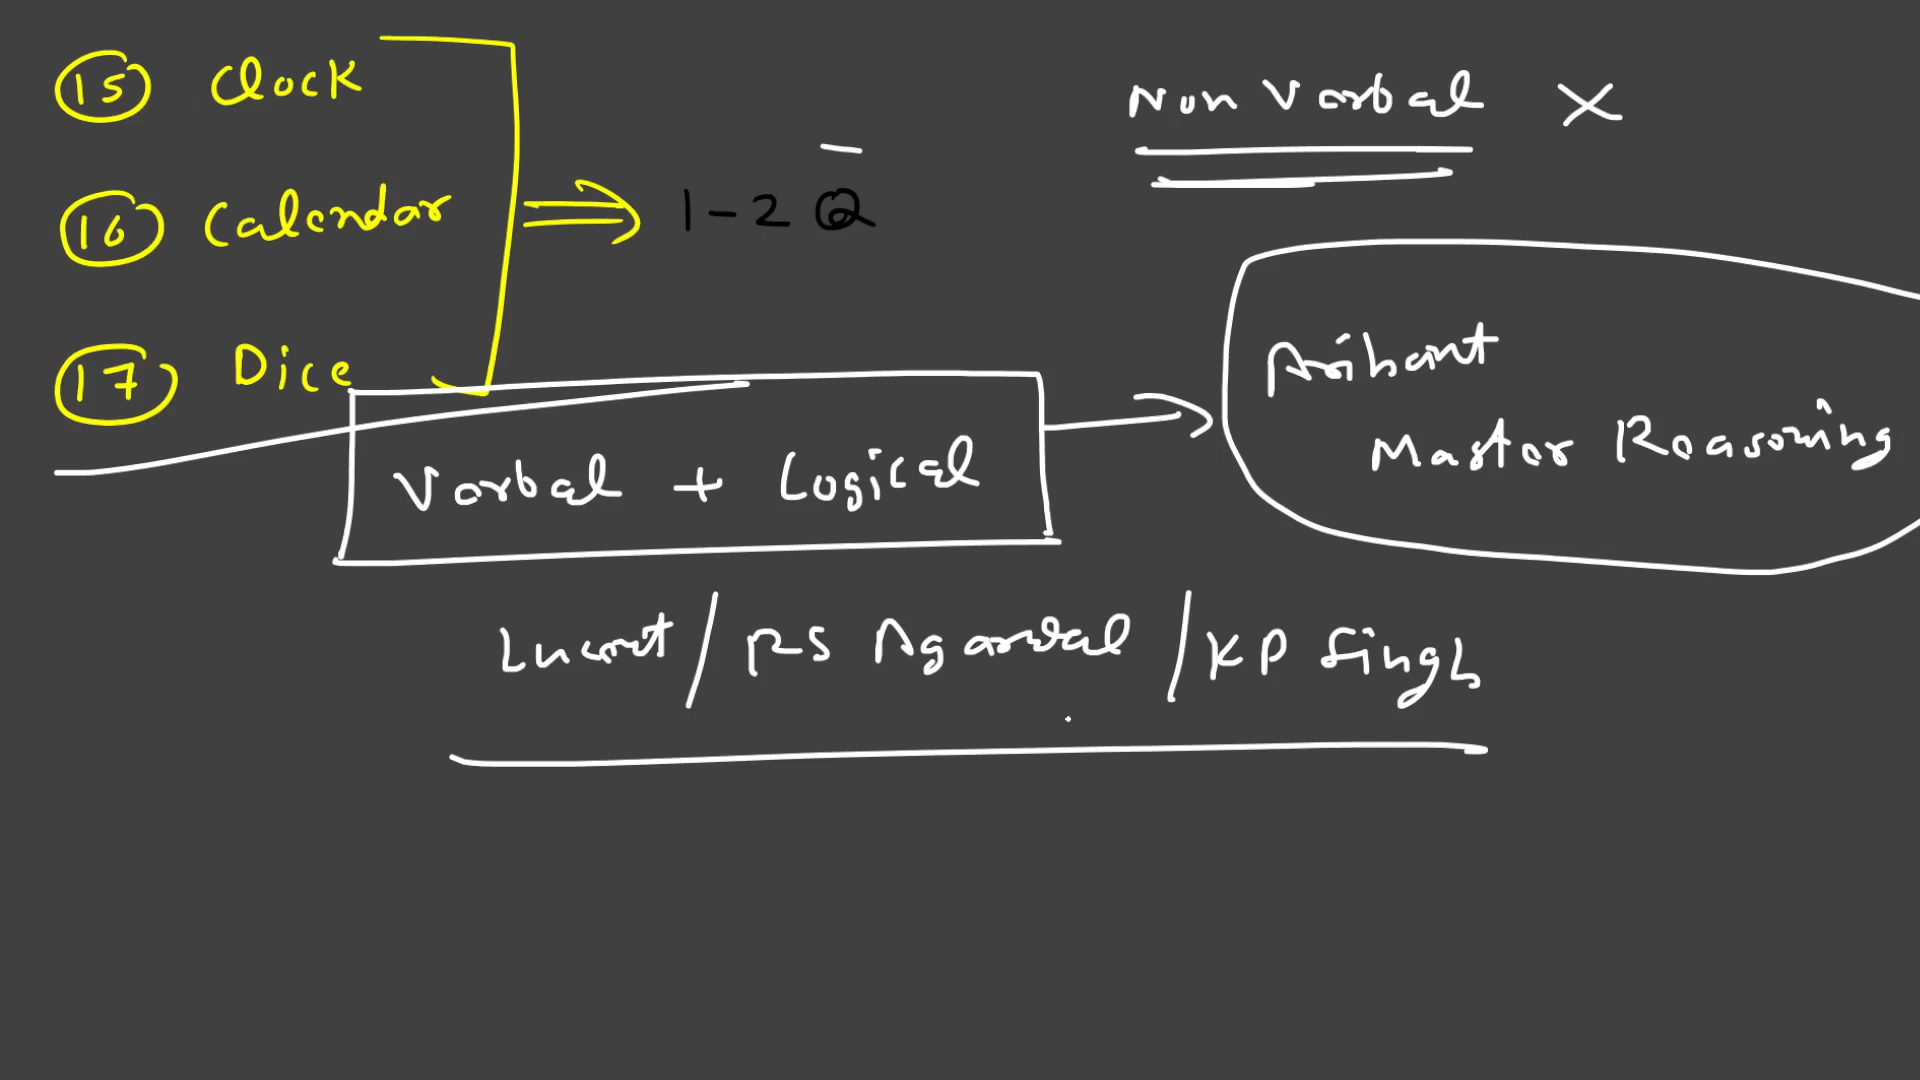 15 Clock
16 Calendar
17 Dice
1-2 Q
Non Verbal X
Verbal + Logical
Arihant
Master Reasoning
Lucent / RS Agarwal / KP Singh